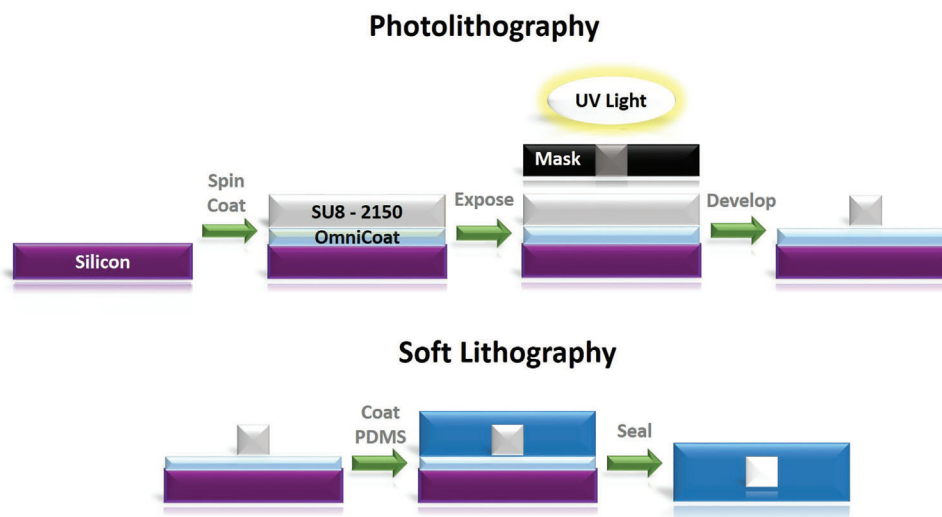 Photolithography
UV Light
Mask
Spin
Coat
SU8 - 2150
Expose
Develop
OmniCoat
Silicon
Soft Lithography
Coat
PDMS
Seal